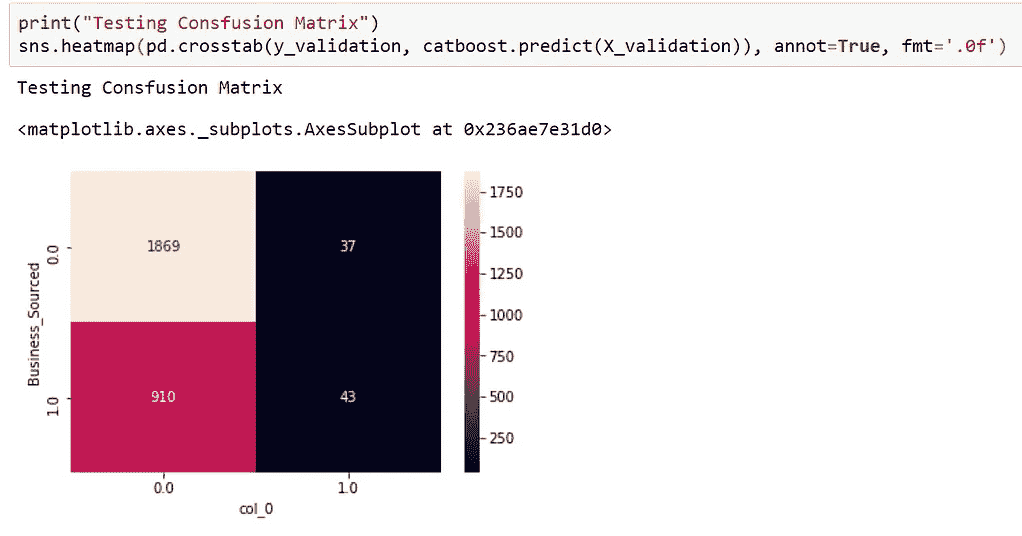 print("Testing Consfusion Matrix")
sns.heatmap(pd.crosstab(y_validation, catboost.predict(X_validation)), annot=True, fmt='.0f')
Testing Consfusion Matrix
<matplotlib.axes._subplots.AxesSubplot at 0x236ae7e31d0>
1869
37
910
43
0.0
1.0
Business_Sourced
0.0
1.0
col_0
1750
1500
1250
1000
750
500
250